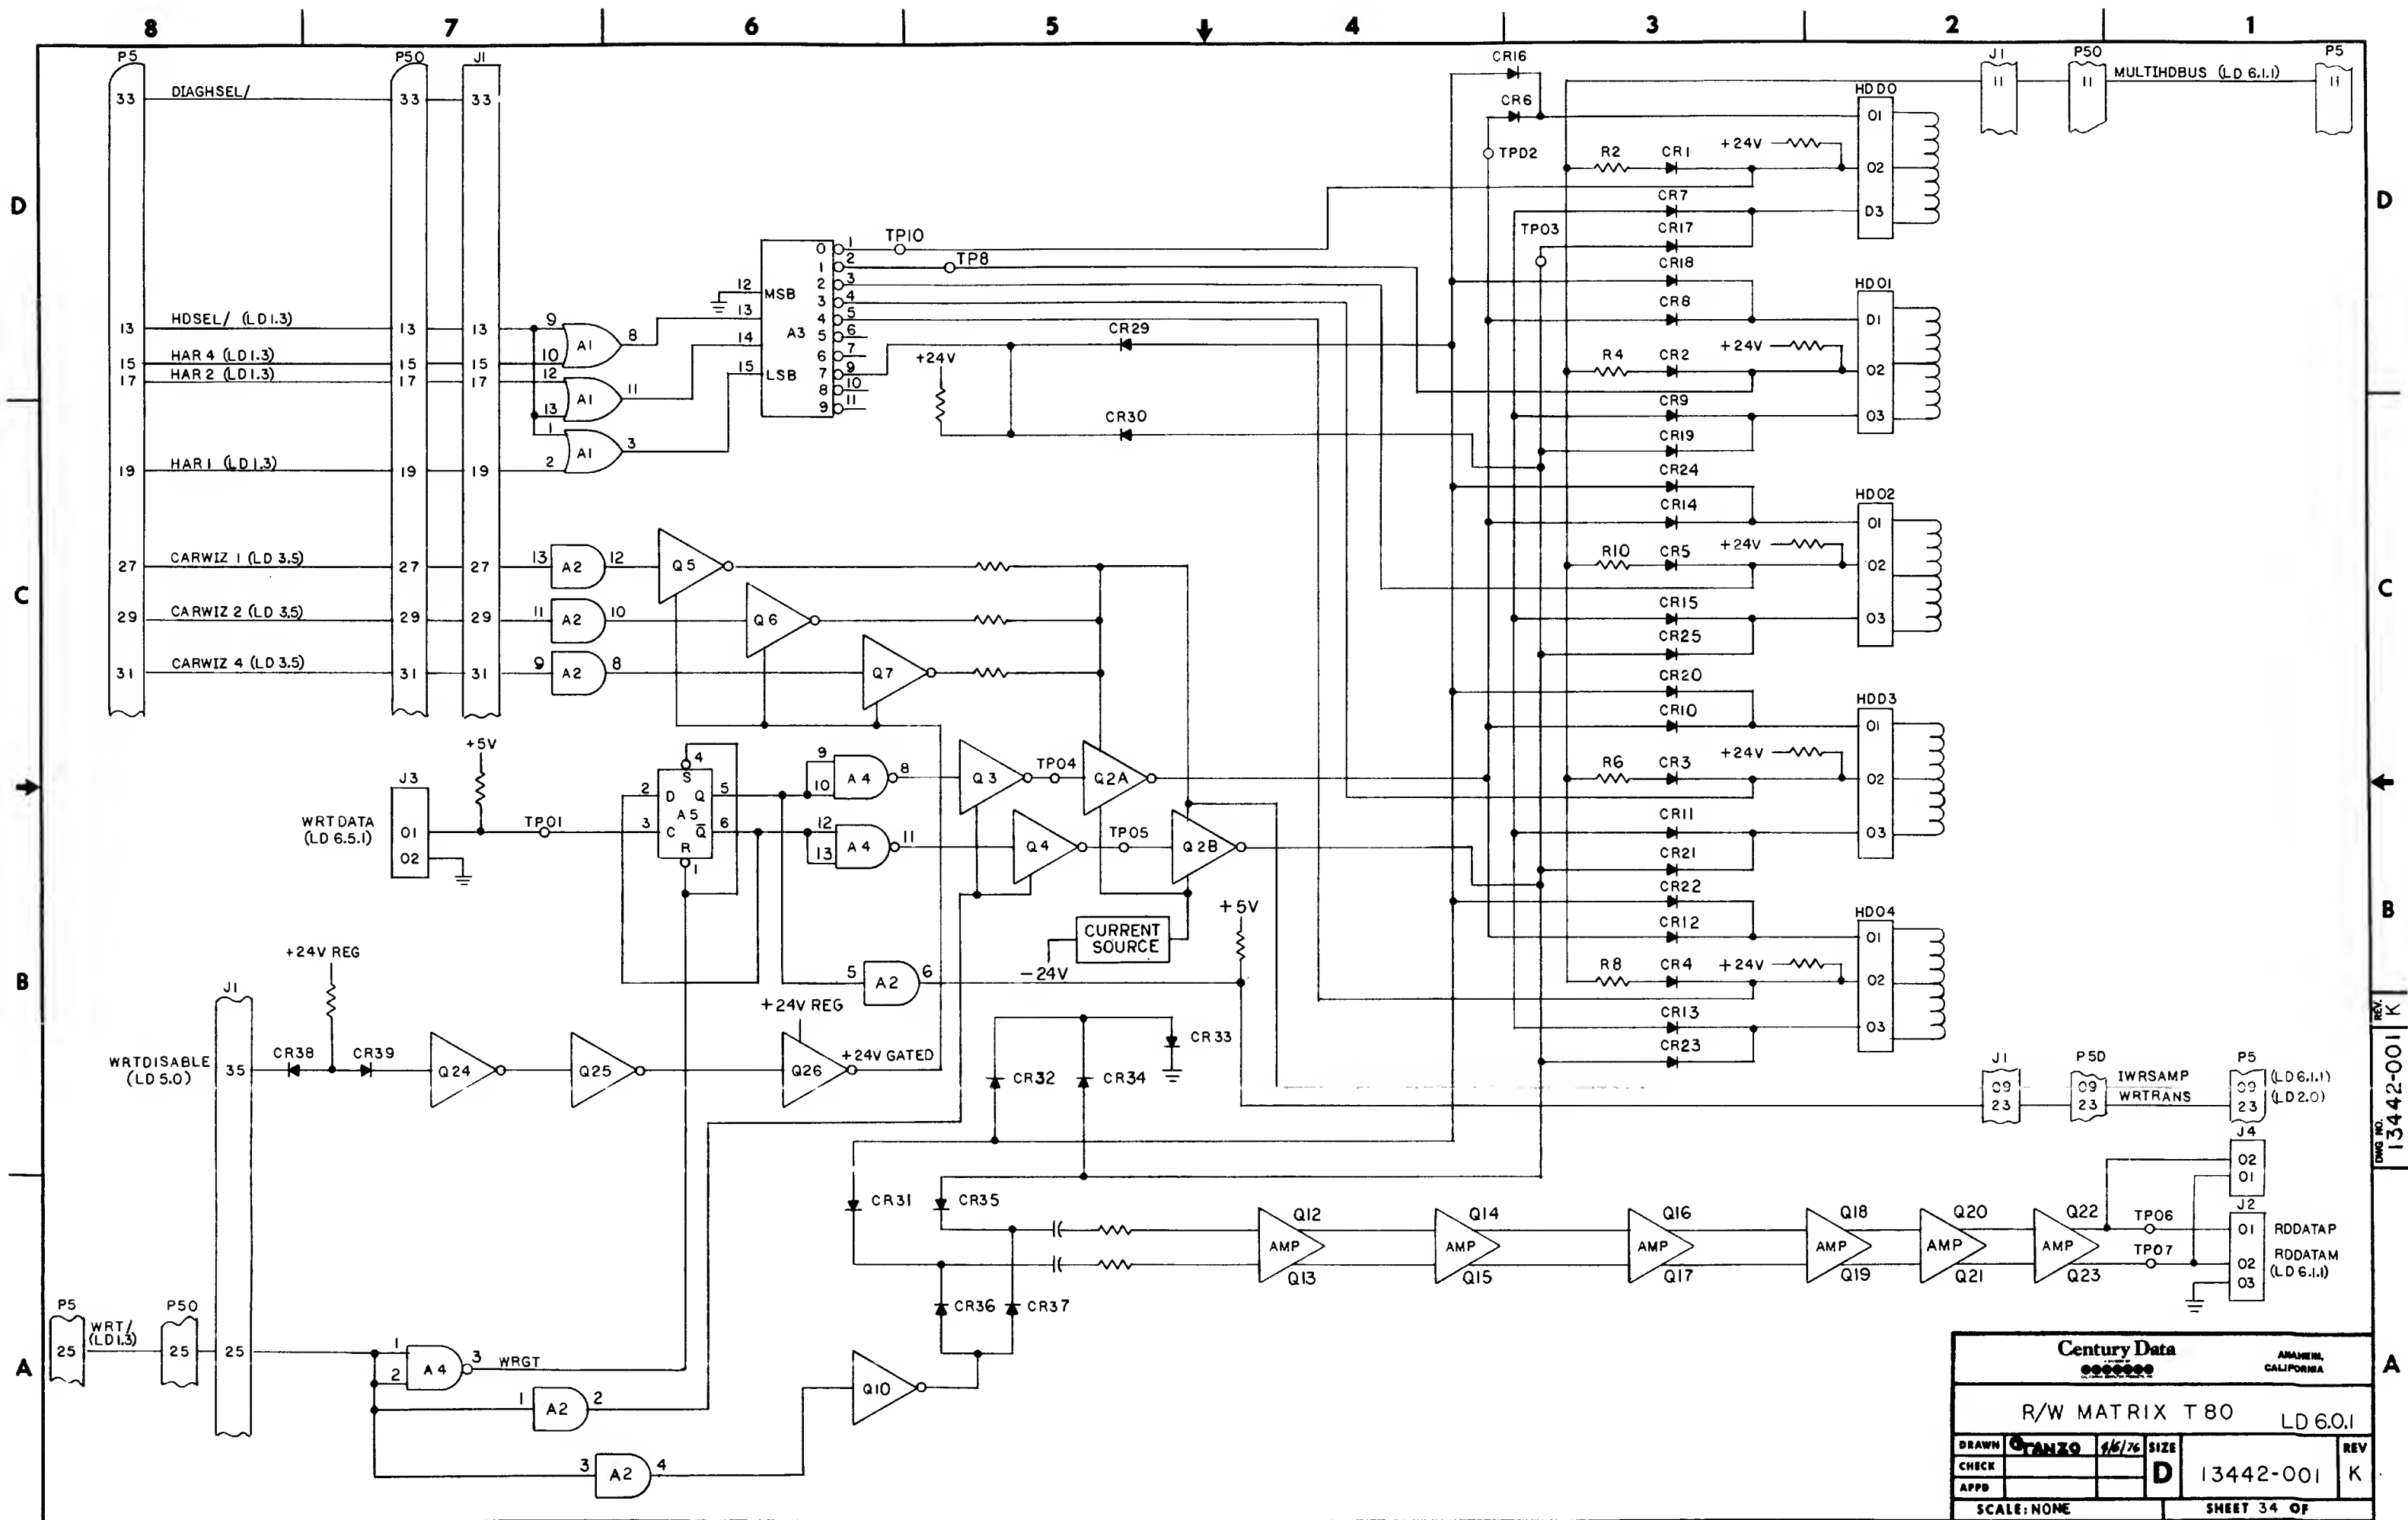 8 7 6 5 4 3 2 1
D C B A
P5 P50 J1
33 DIAGHSEL/ 33 33
13 HDSEL/ (LD1.3) 13 13
15 HAR 4 (LD1.3) 15 15
17 HAR 2 (LD1.3) 17 17
19 HAR1 (LD1.3) 19 19
27 CARWIZ 1 (LD 3.5) 27 27
29 CARWIZ 2 (LD 3.5) 29 29
31 CARWIZ 4 (LD 3.5) 31 31
9 10 A1 8
12 13 A1 11
1 2 A1 3
12 MSB
13
14 A3
15 LSB
0 1
1 2
2 3
3 4
4 5
5 6
6 7
7 9
8 10
9 11
TP10
TP8
+24V
CR29
CR30
13 A2 12 Q5
11 A2 10 Q6
9 A2 8 Q7
+5V
J3
WRTDATA
(LD 6.5.1)
01
02
TP01
4
S
2 D Q 5
A5
3 C Q̅ 6
R
1
9 10 A4 8
12 13 A4 11
Q3 TP04 Q2A
Q4 TP05 Q2B
CURRENT
SOURCE
-24V
+5V
5 A2 6
+24V REG
J1
WRTDISABLE
(LD 5.0)
35 CR38 CR39 Q24 Q25
+24V REG
Q26 +24V GATED
CR32 CR34 CR33
CR31 CR35
CR36 CR37
P5 P50
25 WRT/
(LD1.3)
25 25
1 2 A4 3 WRGT
1 A2 2
3 A2 4
Q10
Q12 AMP Q13
Q14 AMP Q15
Q16 AMP Q17
Q18 AMP Q19
Q20 AMP Q21
Q22 AMP Q23
TP06
TP07
J4
02
01
J2
01 RDDATAP
02 RDDATAM
(LD 6.1.1)
03
J1 P5D P5
09 09 IWRSAMP 09 (LD6.1.1)
23 23 WRTRANS 23 (LD2.0)
J1 P50 P5
11 11 MULTIHDBUS (LD 6.1.1) 11
CR16
CR6
TPD2
TP03
HDD0
01
R2 CR1 +24V 02
CR7 D3
CR17
CR18
HD01
CR8 D1
R4 CR2 +24V 02
CR9 03
CR19
CR24
HD02
CR14 01
R10 CR5 +24V 02
CR15 03
CR25
CR20
HDD3
CR10 01
R6 CR3 +24V 02
CR11 03
CR21
CR22
HD04
CR12 01
R8 CR4 +24V 02
CR13 03
CR23
REV. K
DWG NO. 13442-001
Century Data
ANAHEIM,
CALIFORNIA
R/W MATRIX T80 LD 6.0.1
DRAWN TANZO 4/6/76 SIZE REV
CHECK D 13442-001 K
APPD
SCALE: NONE SHEET 34 OF